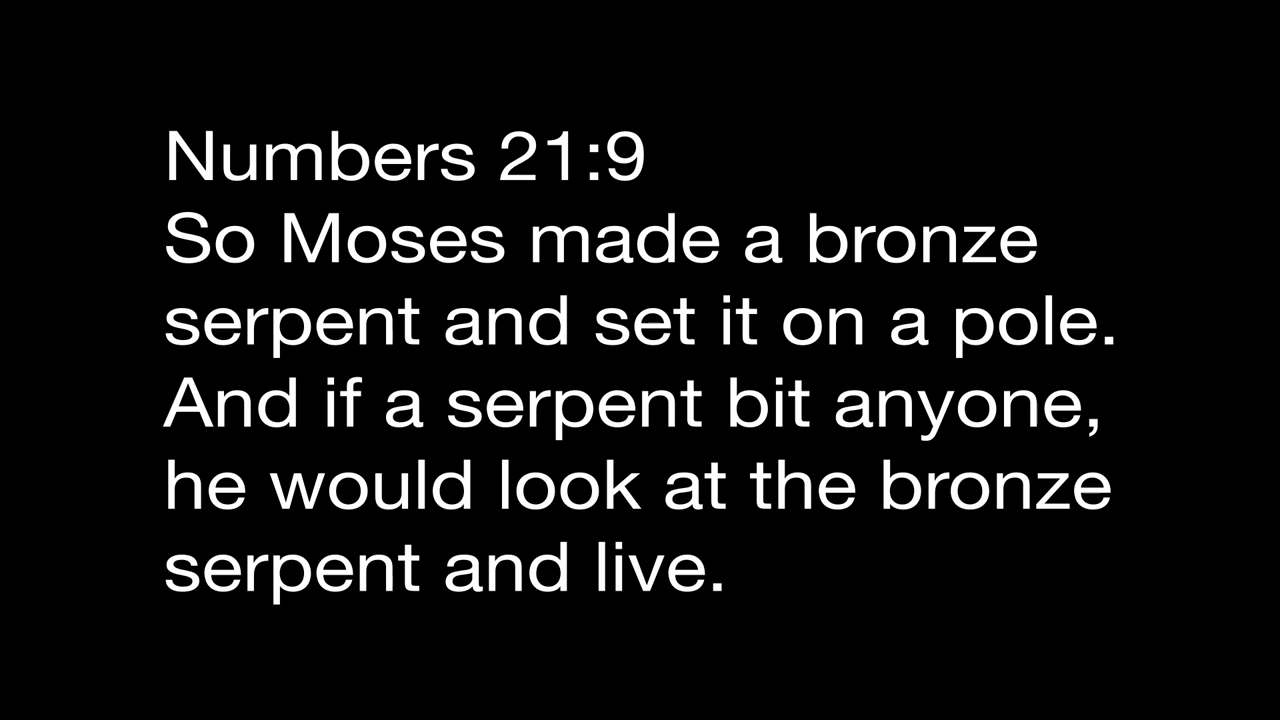 Numbers 21:9
So Moses made a bronze
serpent and set it on a pole.
And if a serpent bit anyone,
he would look at the bronze
serpent and live.